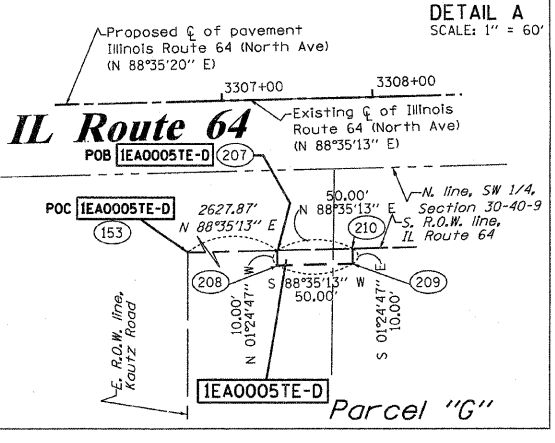 DETAIL A
SCALE: 1" = 60'
Proposed ℄ of pavement
Illinois Route 64 (North Ave)
(N 88°35'20" E)
3307+00
3308+00
IL Route 64
Existing ℄ of Illinois
Route 64 (North Ave)
(N 88°35'13" E)
POB 1EA0005TE-D 207
N. line, SW 1/4,
Section 30-40-9
50.00'
N 88°35'13" E
S. R.O.W. line,
IL Route 64
POC 1EA0005TE-D
153
2627.87'
N 88°35'13" E
210
208
S 88°35'13" W
50.00'
209
N 01°24'47" W
10.00'
S 01°24'47" E
10.00'
E. R.O.W. line,
Kautz Road
1EA0005TE-D
Parcel "G"